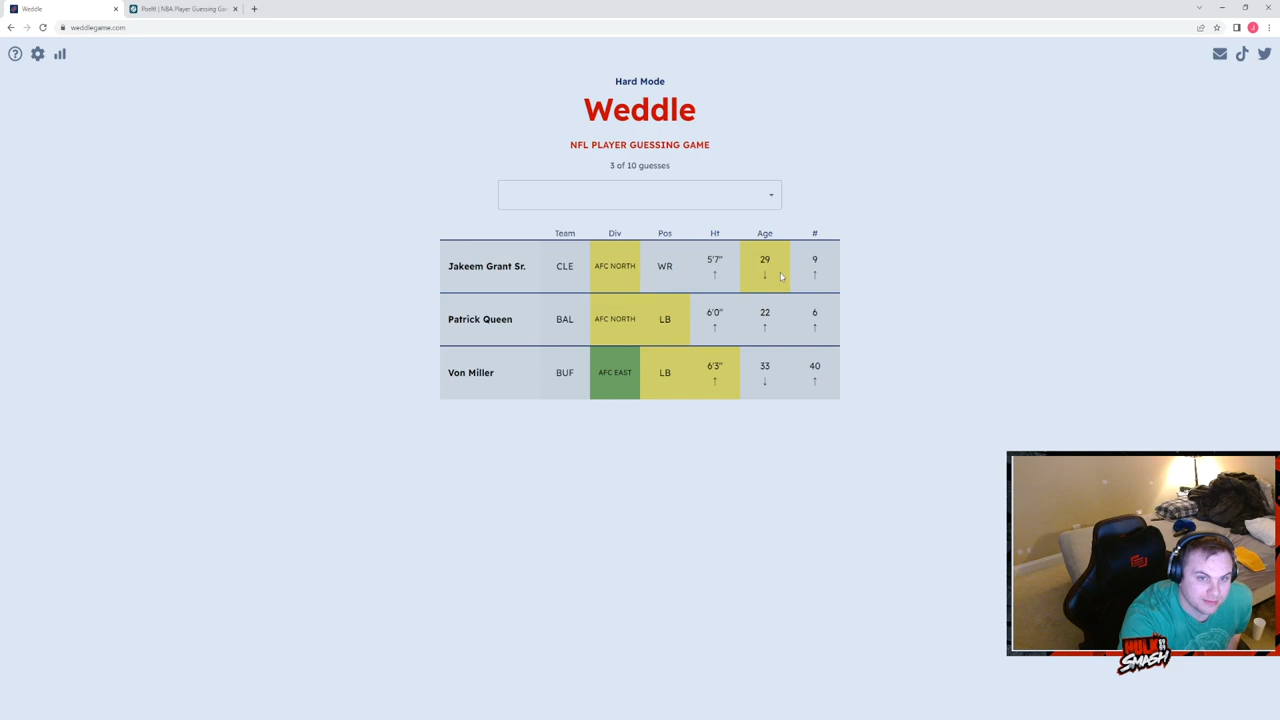 Weddle
Poeltl | NBA Player Guessing Ga
weddlegame.com
Hard Mode
Weddle
NFL PLAYER GUESSING GAME
3 of 10 guesses
Team Div Pos Ht Age #
Jakeem Grant Sr. CLE AFC NORTH WR 5'7" ↑ 29 ↓ 9 ↑
Patrick Queen BAL AFC NORTH LB 6'0" ↑ 22 ↑ 6 ↑
Von Miller BUF AFC EAST LB 6'3" ↑ 33 ↓ 40 ↑
HULK
SMASH